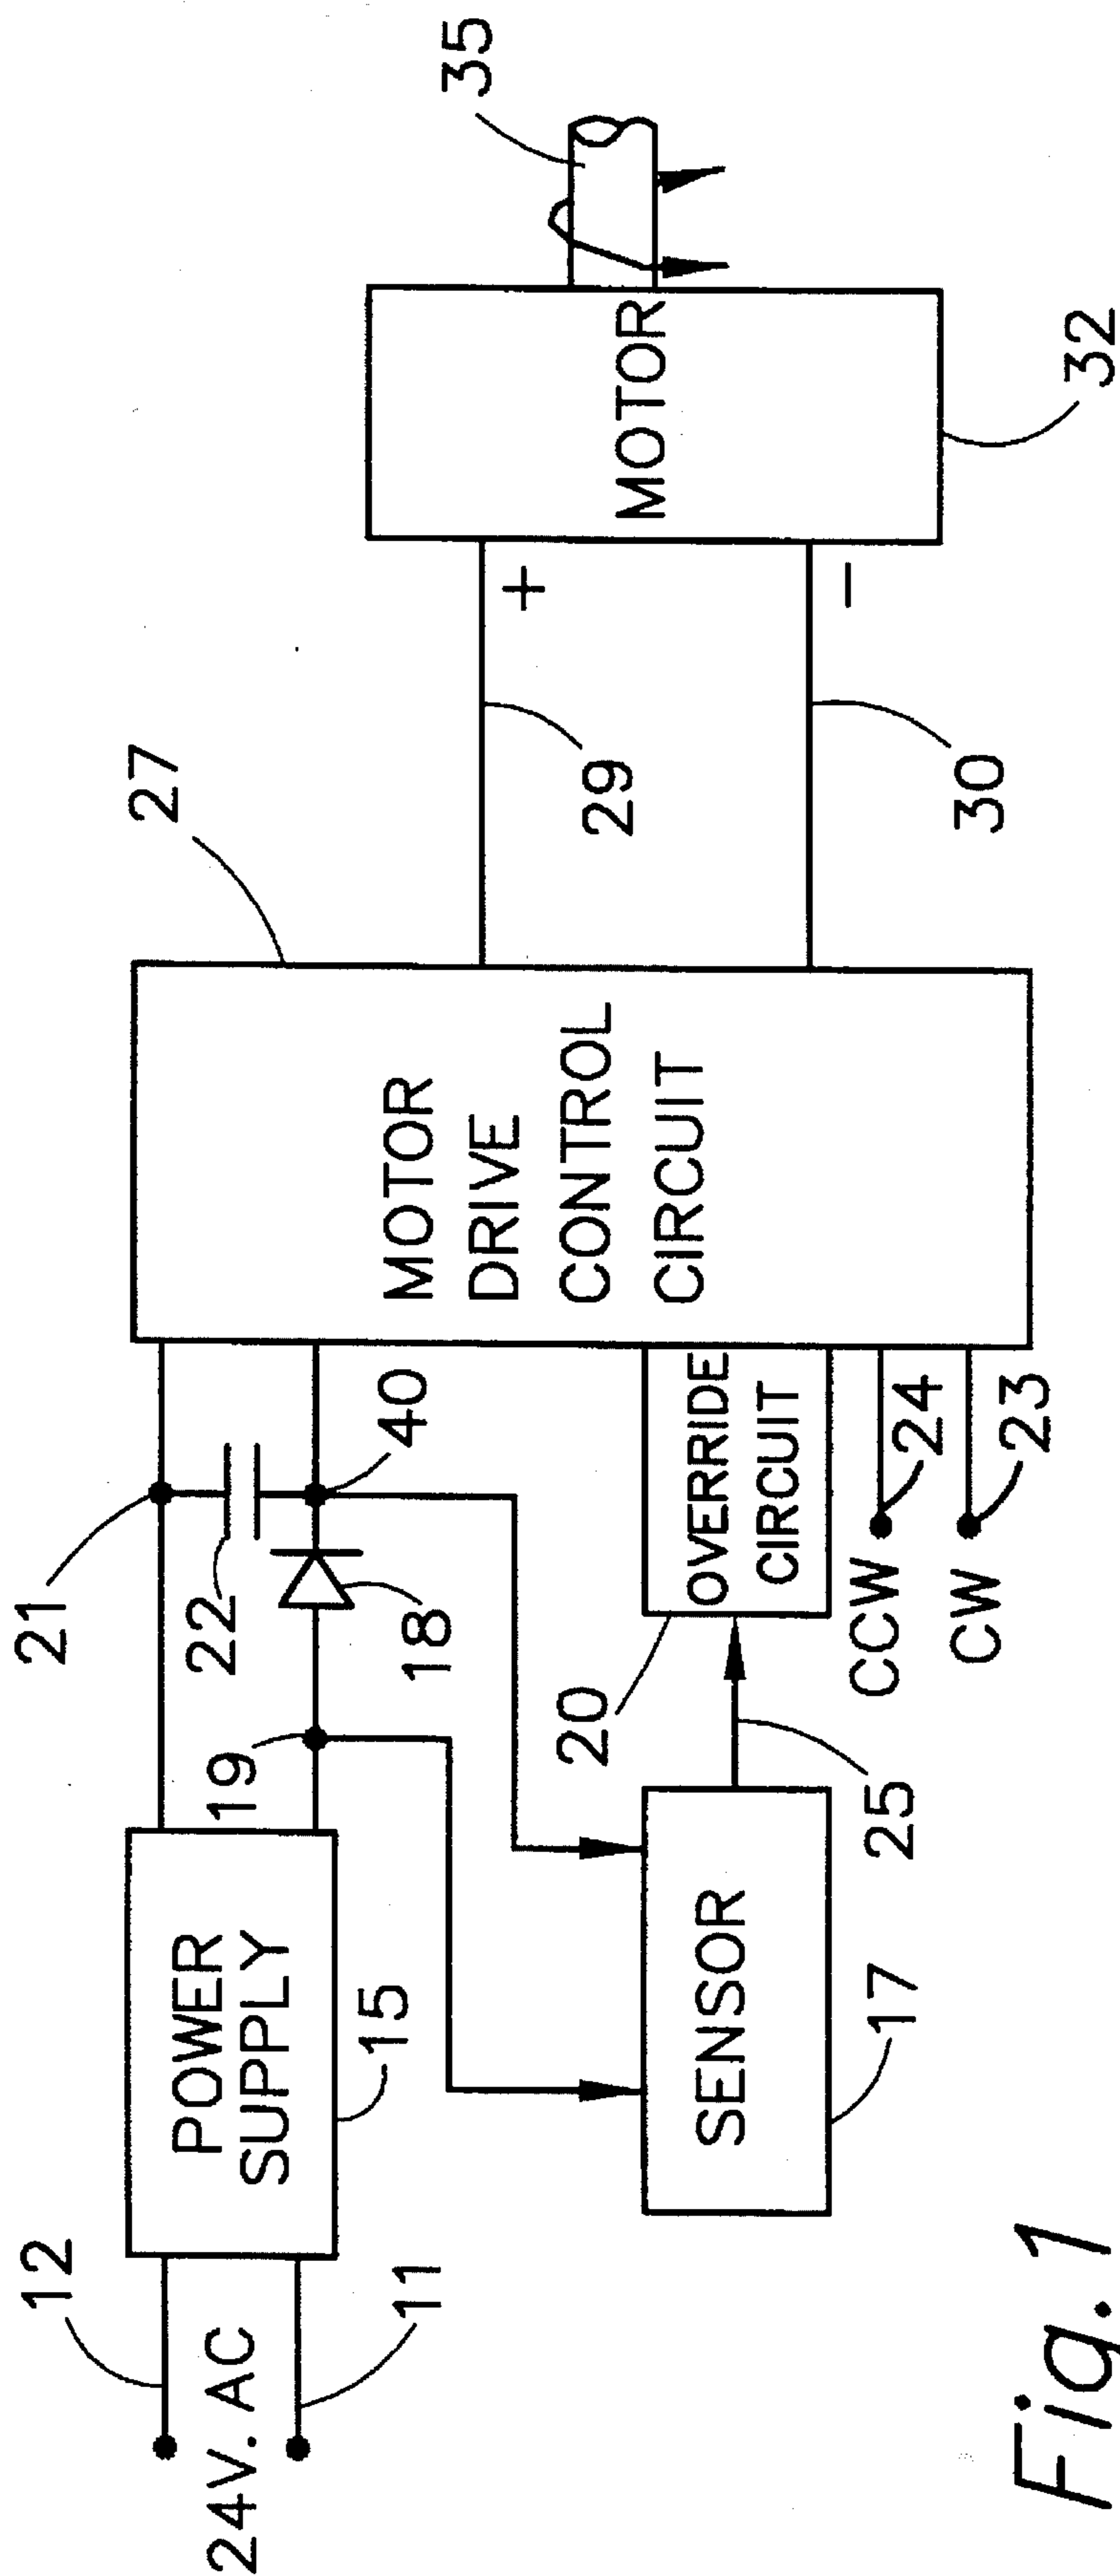 12
24V. AC
11
POWER
SUPPLY
15
19
21
22
18
40
SENSOR
17
25
20
OVERRIDE
CIRCUIT
CCW
24
CW
23
MOTOR
DRIVE
CONTROL
CIRCUIT
27
29
+
30
−
MOTOR
32
35
Fig. 1